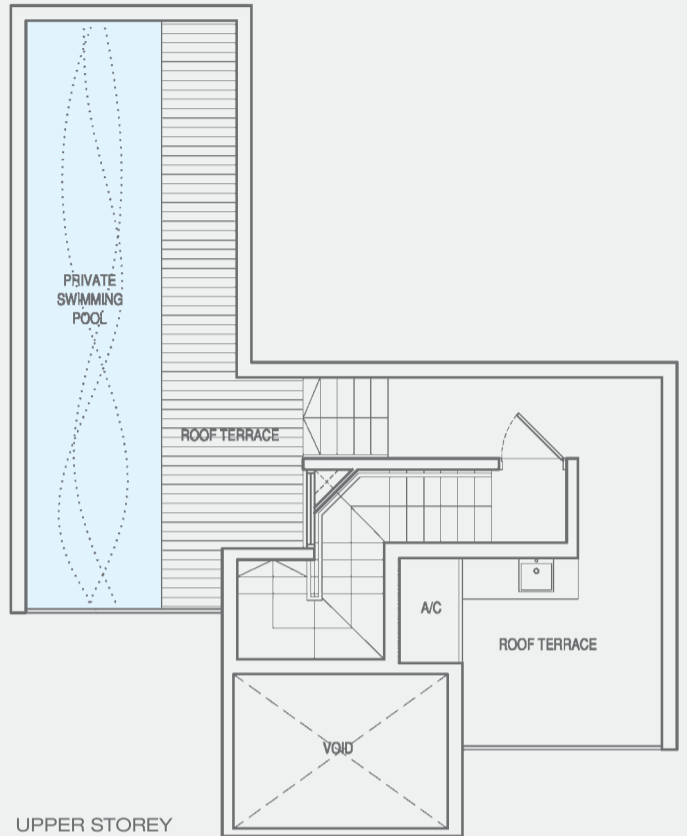 PRIVATE
SWIMMING
POOL
ROOF TERRACE
A/C
ROOF TERRACE
VOID
UPPER STOREY